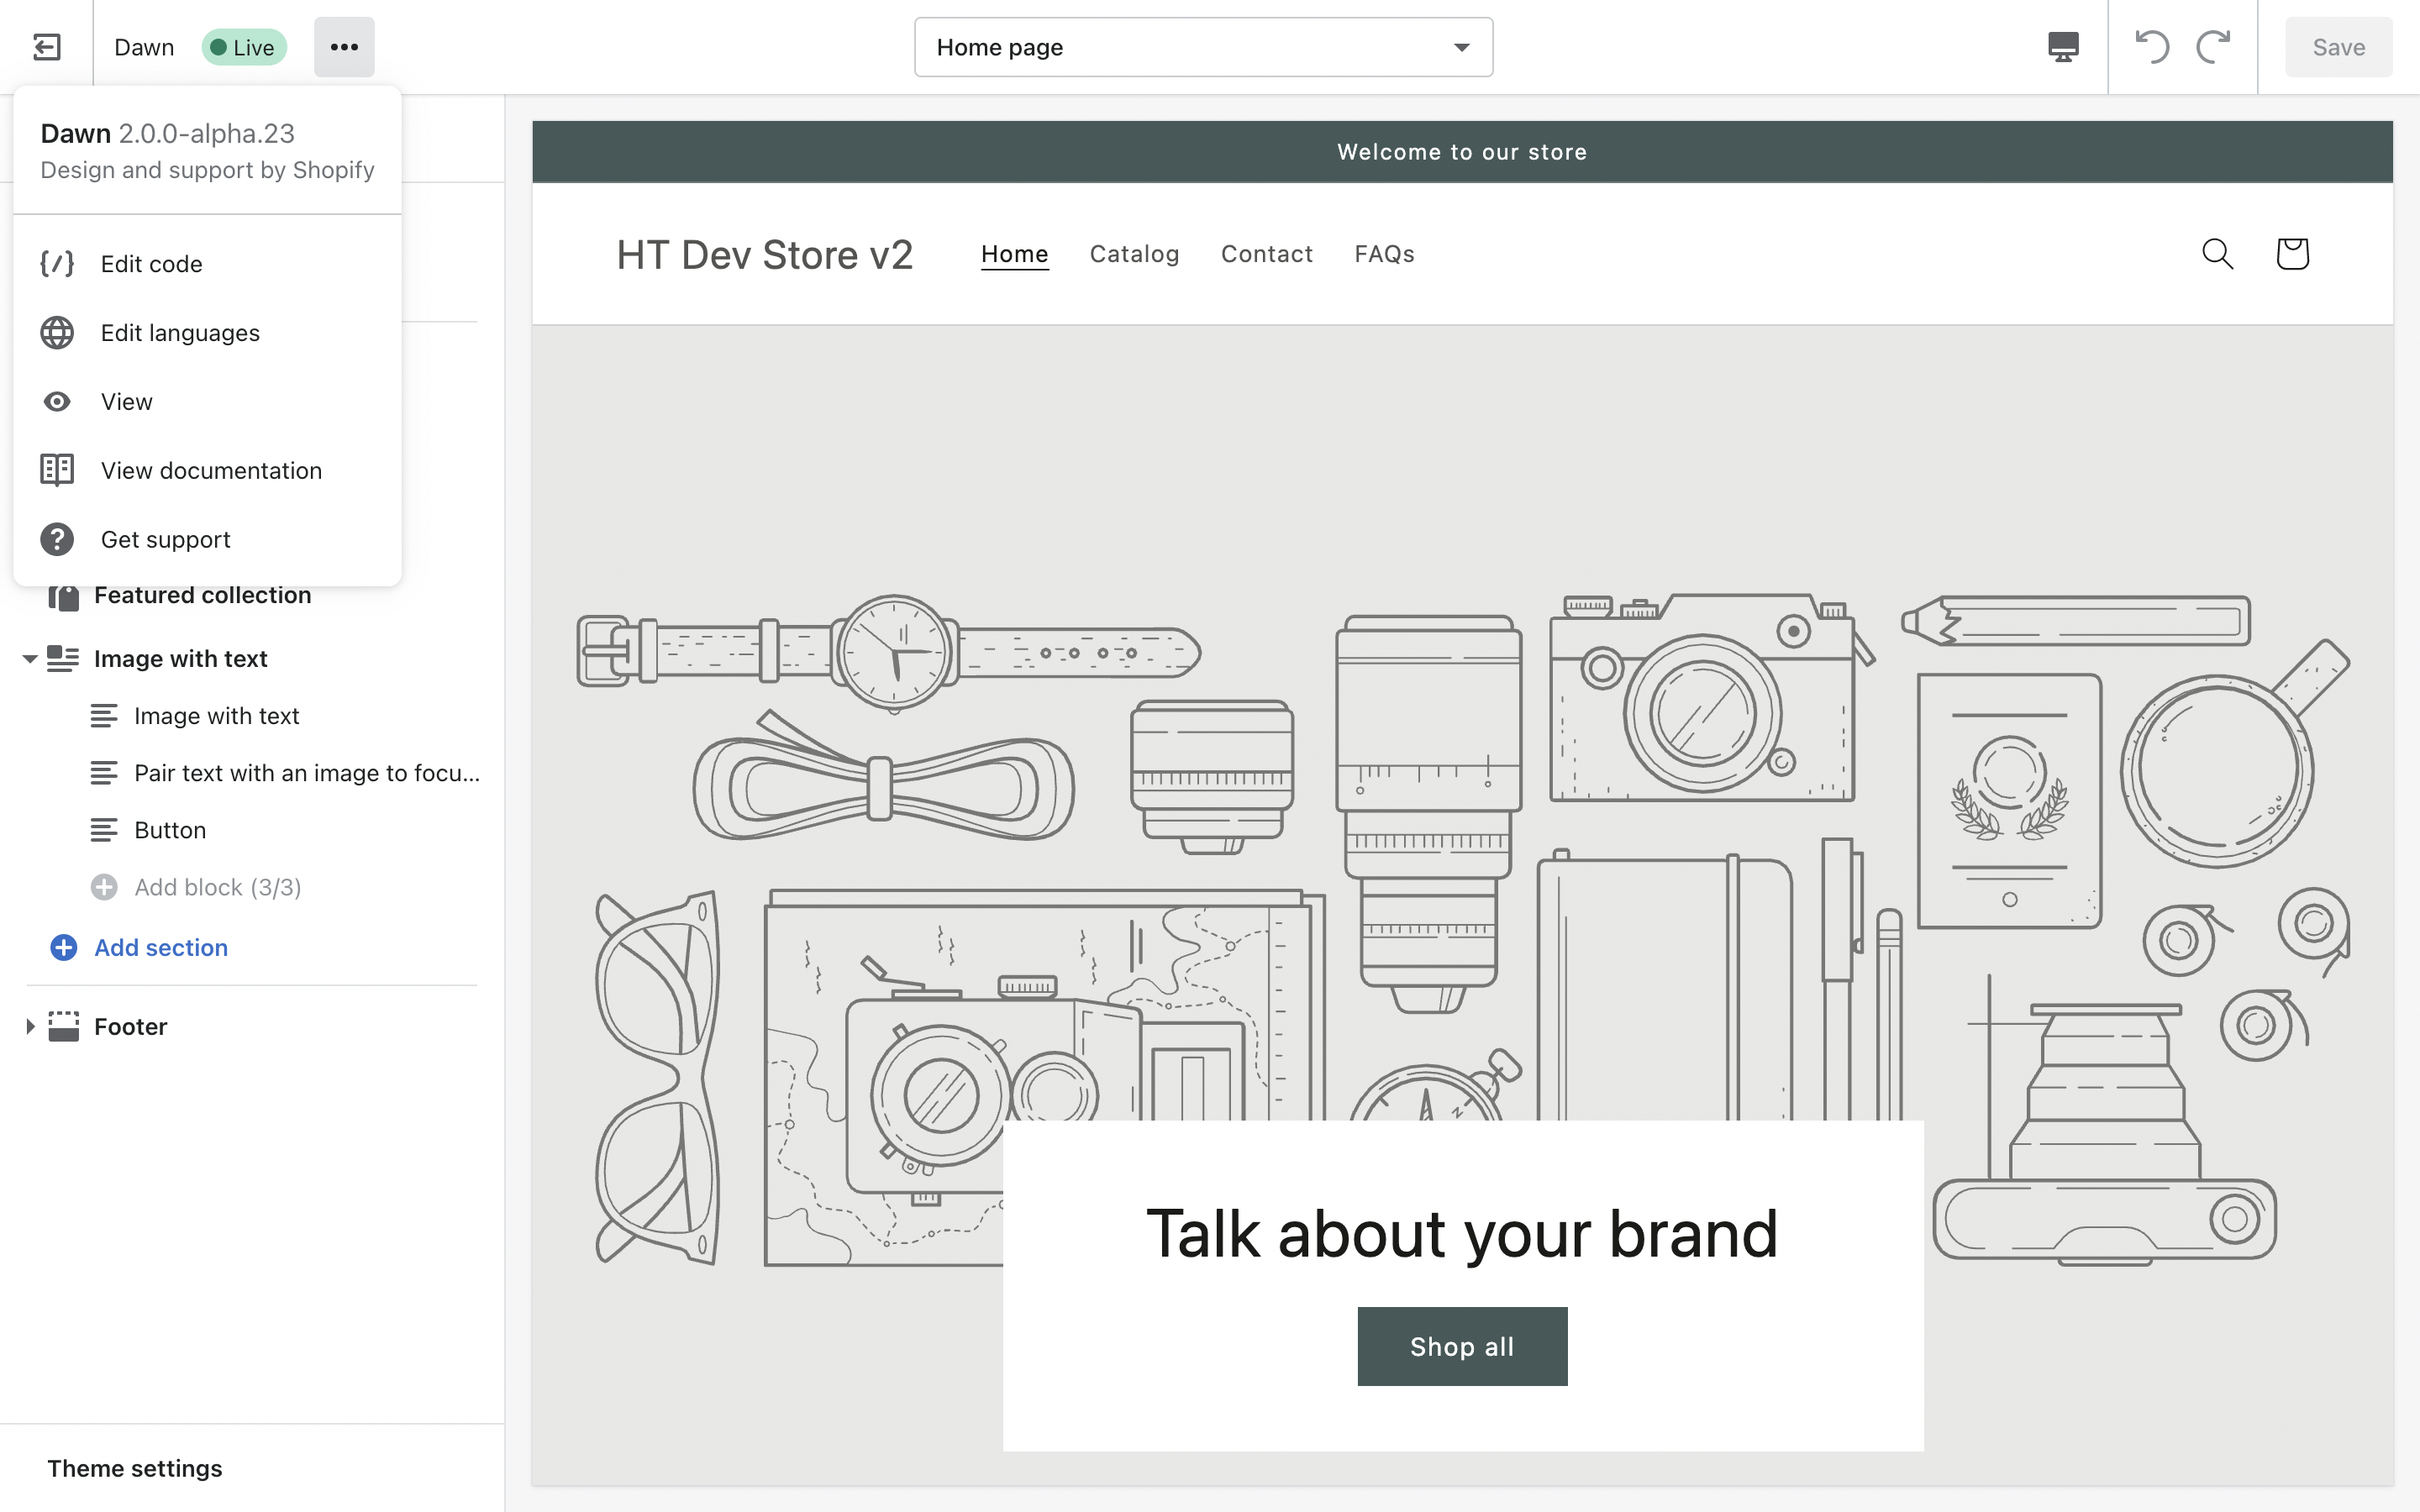 Dawn Live ••• Home page Save
Dawn 2.0.0-alpha.23
Design and support by Shopify
Edit code
Edit languages
View
View documentation
Get support
Featured collection
Image with text
Image with text
Pair text with an image to focu...
Button
Add block (3/3)
Add section
Footer
Theme settings
Welcome to our store
HT Dev Store v2 Home Catalog Contact FAQs
Talk about your brand
Shop all